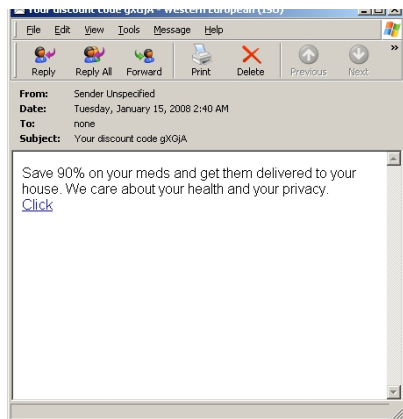 Your discount code gXGjA - Western European (ISO)
File Edit View Tools Message Help
Reply Reply All Forward Print Delete Previous Next »
From: Sender Unspecified
Date: Tuesday, January 15, 2008 2:40 AM
To: none
Subject: Your discount code gXGjA
Save 90% on your meds and get them delivered to your
house. We care about your health and your privacy.
Click